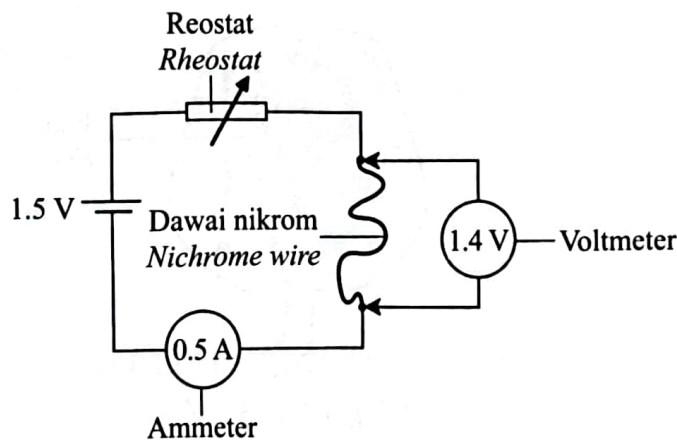 Reostat
Rheostat
1.5 V
Dawai nikrom
Nichrome wire
1.4 V
Voltmeter
0.5 A
Ammeter